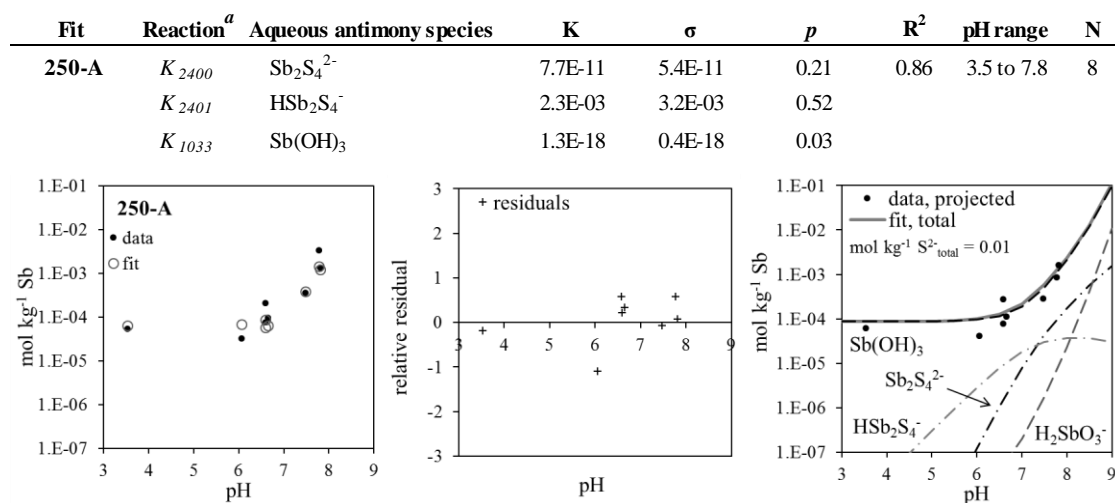 Fit Reaction^a Aqueous antimony species K σ p R² pH range N
250-A K₂₄₀₀ Sb₂S₄²⁻ 7.7E-11 5.4E-11 0.21 0.86 3.5 to 7.8 8
K₂₄₀₁ HSb₂S₄⁻ 2.3E-03 3.2E-03 0.52
K₁₀₃₃ Sb(OH)₃ 1.3E-18 0.4E-18 0.03
mol kg⁻¹ Sb
1.E-01
1.E-02
1.E-03
1.E-04
1.E-05
1.E-06
1.E-07
250-A
data
fit
3 4 5 6 7 8 9
pH
relative residual
3
2
1
0
-1
-2
-3
residuals
3 4 5 6 7 8 9
pH
mol kg⁻¹ Sb
1.E-01
1.E-02
1.E-03
1.E-04
1.E-05
1.E-06
1.E-07
data, projected
fit, total
mol kg⁻¹ S²⁻total = 0.01
Sb(OH)₃
Sb₂S₄²⁻
HSb₂S₄⁻
H₂SbO₃⁻
3 4 5 6 7 8 9
pH